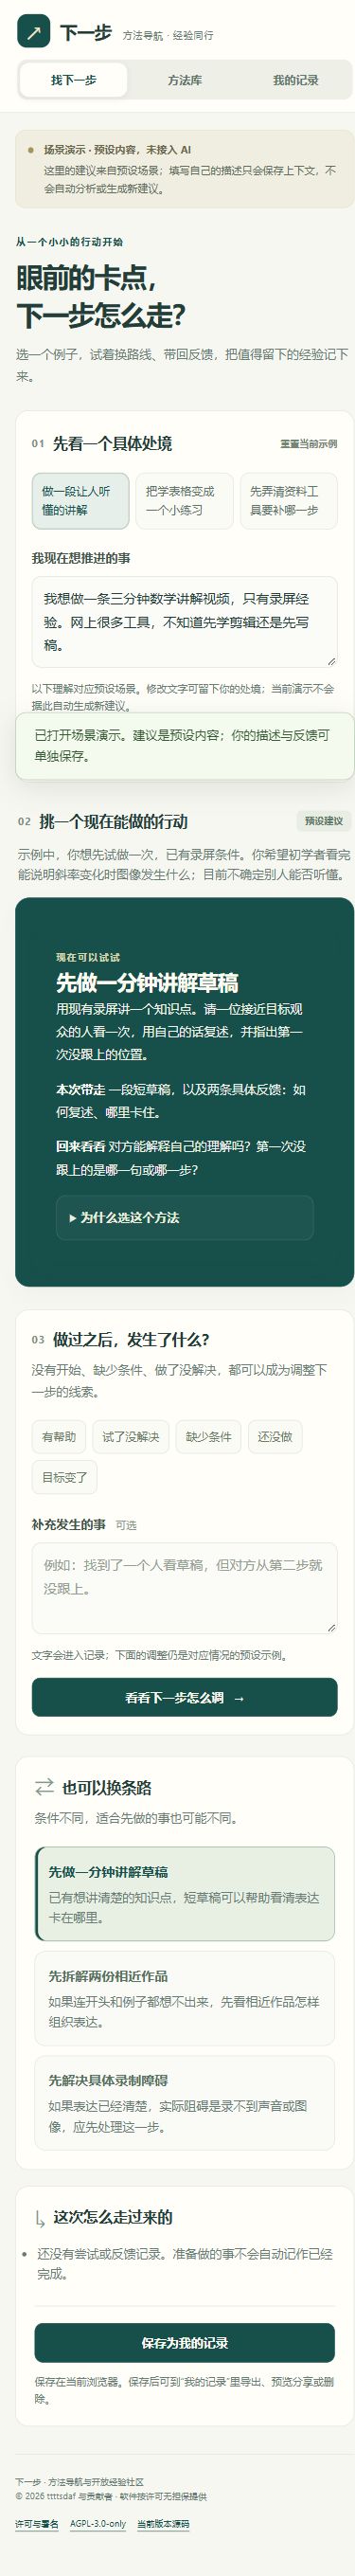 下一步 方法导航 · 经验同行
找下一步 方法库 我的记录
场景演示 · 预设内容，未接入 AI
这里的建议来自预设场景；填写自己的描述只会保存上下文，不
会自动分析或生成新建议。
从一个小小的行动开始
眼前的卡点，
下一步怎么走？
选一个例子，试着换路线、带回反馈，把值得留下的经验记下
来。
01 先看一个具体处境 重置当前示例
做一段让人听
懂的讲解
把学表格变成
一个小练习
先弄清资料工
具要补哪一步
我现在想推进的事
我想做一条三分钟数学讲解视频，只有录屏经
验。网上很多工具，不知道先学剪辑还是先写
稿。
以下理解对应预设场景。修改文字可留下你的处境；当前演示不会
据此自动生成新建议。
已打开场景演示。建议是预设内容；你的描述与反馈可
单独保存。
02 挑一个现在能做的行动 预设建议
示例中，你想先试做一次，已有录屏条件。你希望初学者看完
能说明斜率变化时图像发生什么；目前不确定别人能否听懂。
现在可以试试
先做一分钟讲解草稿
用现有录屏讲一个知识点。请一位接近目标观
众的人看一次，用自己的话复述，并指出第一
次没跟上的位置。
本次带走 一段短草稿，以及两条具体反馈：如
何复述、哪里卡住。
回来看看 对方能解释自己的理解吗？第一次没
跟上的是哪一句或哪一步？
▸ 为什么选这个方法
03 做过之后，发生了什么？
没有开始、缺少条件、做了没解决，都可以成为调整下
一步的线索。
有帮助 试了没解决 缺少条件 还没做
目标变了
补充发生的事 可选
例如：找到了一个人看草稿，但对方从第二步就
没跟上。
文字会进入记录；下面的调整仍是对应情况的预设示例。
看看下一步怎么调 →
也可以换条路
条件不同，适合先做的事也可能不同。
先做一分钟讲解草稿
已有想讲清楚的知识点，短草稿可以帮助看清表达
卡在哪里。
先拆解两份相近作品
如果连开头和例子都想不出来，先看相近作品怎样
组织表达。
先解决具体录制障碍
如果表达已经清楚，实际阻碍是录不到声音或图
像，应先处理这一步。
这次怎么走过来的
• 还没有尝试或反馈记录。准备做的事不会自动记作已经
完成。
保存为我的记录
保存在当前浏览器。保存后可到“我的记录”里导出、预览分享或删
除。
下一步 · 方法导航与开放经验社区
© 2026 ttttsdaf 与贡献者 · 软件按许可无担保提供
许可与署名 AGPL-3.0-only 当前版本源码